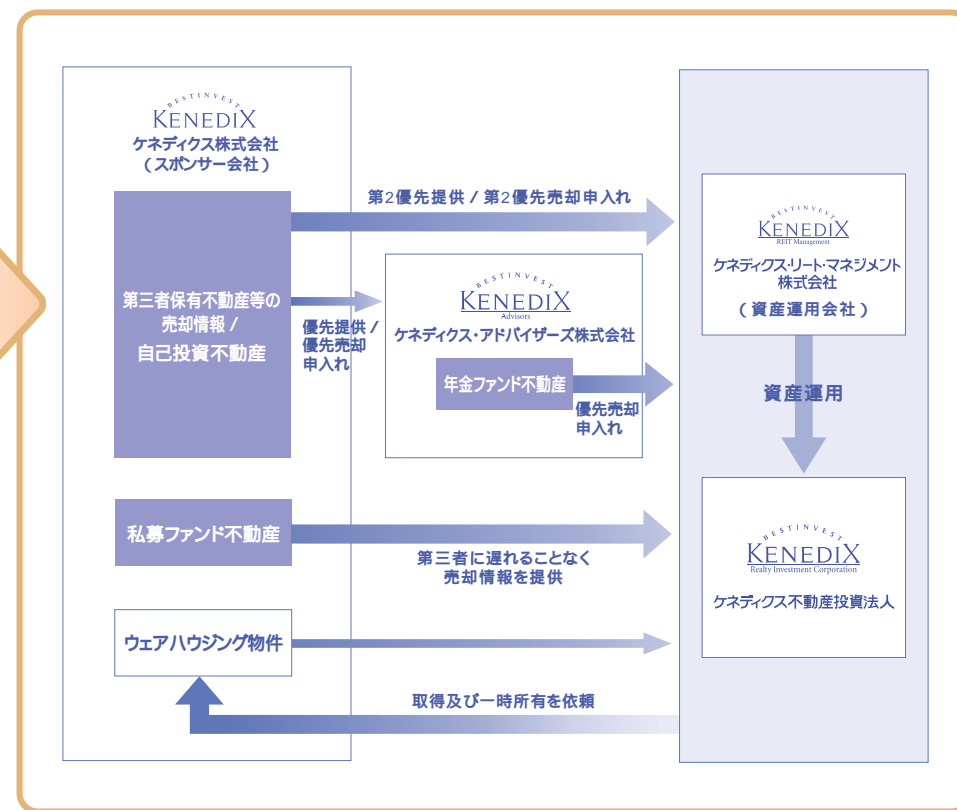 BESTINVEST
KENEDIX
ケネディクス株式会社
（スポンサー会社）
第三者保有不動産等の
売却情報 /
自己投資不動産
第2優先提供 / 第2優先売却申入れ
優先提供 /
優先売却
申入れ
BESTINVEST
KENEDIX
Advisors
ケネディクス・アドバイザーズ株式会社
年金ファンド不動産
優先売却
申入れ
私募ファンド不動産
第三者に遅れることなく
売却情報を提供
ウェアハウジング物件
取得及び一時所有を依頼
BESTINVEST
KENEDIX
REIT Management
ケネディクス・リート・マネジメント
株式会社
（資産運用会社）
資産運用
BESTINVEST
KENEDIX
Realty Investment Corporation
ケネディクス不動産投資法人